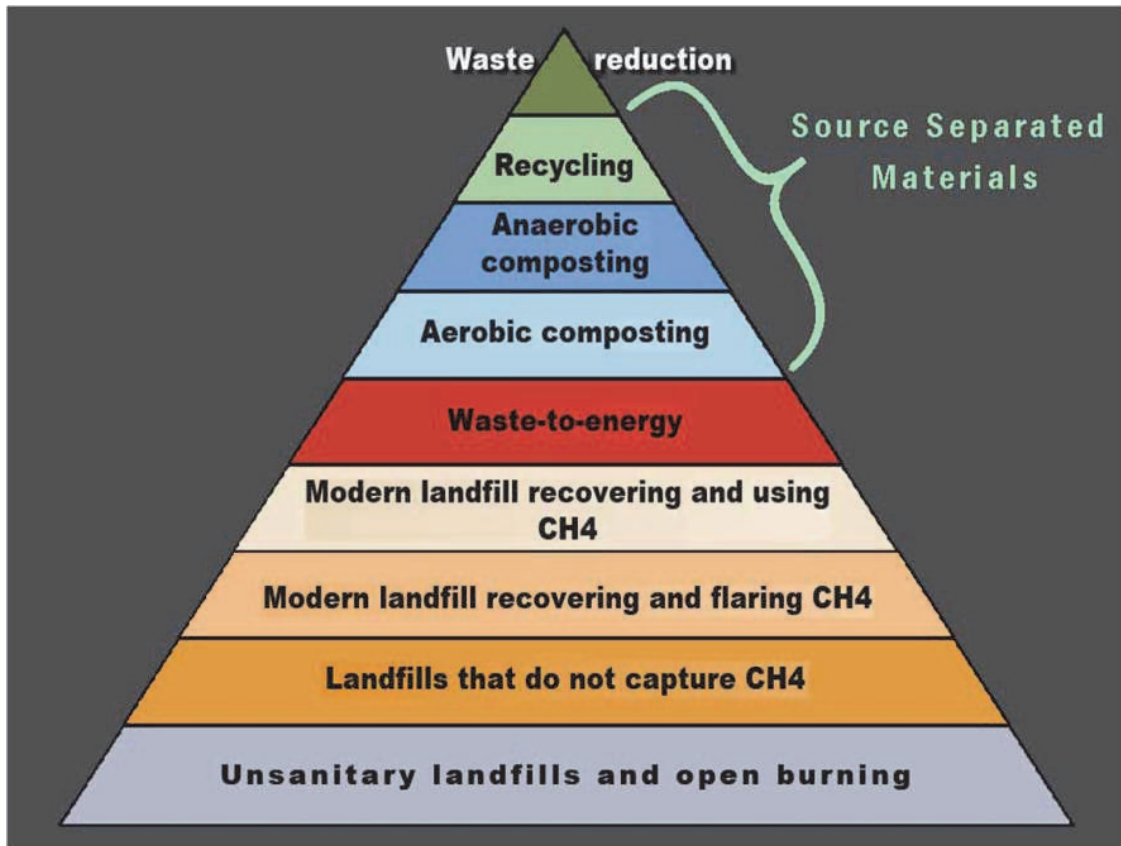 Waste reduction
Source Separated
Materials
Recycling
Anaerobic
composting
Aerobic composting
Waste-to-energy
Modern landfill recovering and using
CH4
Modern landfill recovering and flaring CH4
Landfills that do not capture CH4
Unsanitary landfills and open burning